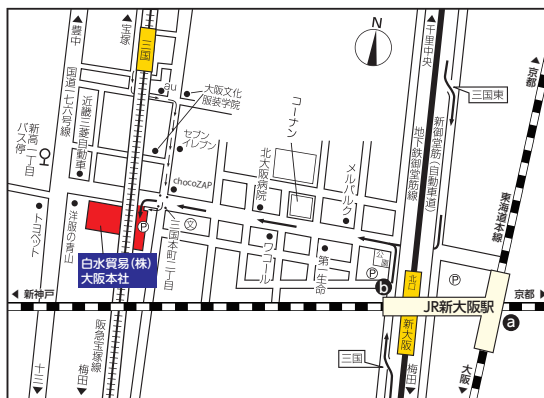 豊中
宝塚
N
千里中央
京都
三国
国道一七六号線
近畿三菱自動車
au
大阪文化
服装学院
セブン
イレブン
コーナン
三国東
新御堂筋(自動車道)
地下鉄御堂筋線
東海道本線
新高一丁目
バス停
北大阪病院
メルパルク
chocoZAP
トヨペット
洋服の青山
P
三国本町二丁目
文
ワコール
第一生命
公園
P
P
白水貿易(株)
大阪本社
b
北口
新大阪
JR新大阪駅
新神戸
京都
a
阪急宝塚線
三国
十三
梅田
梅田
大阪